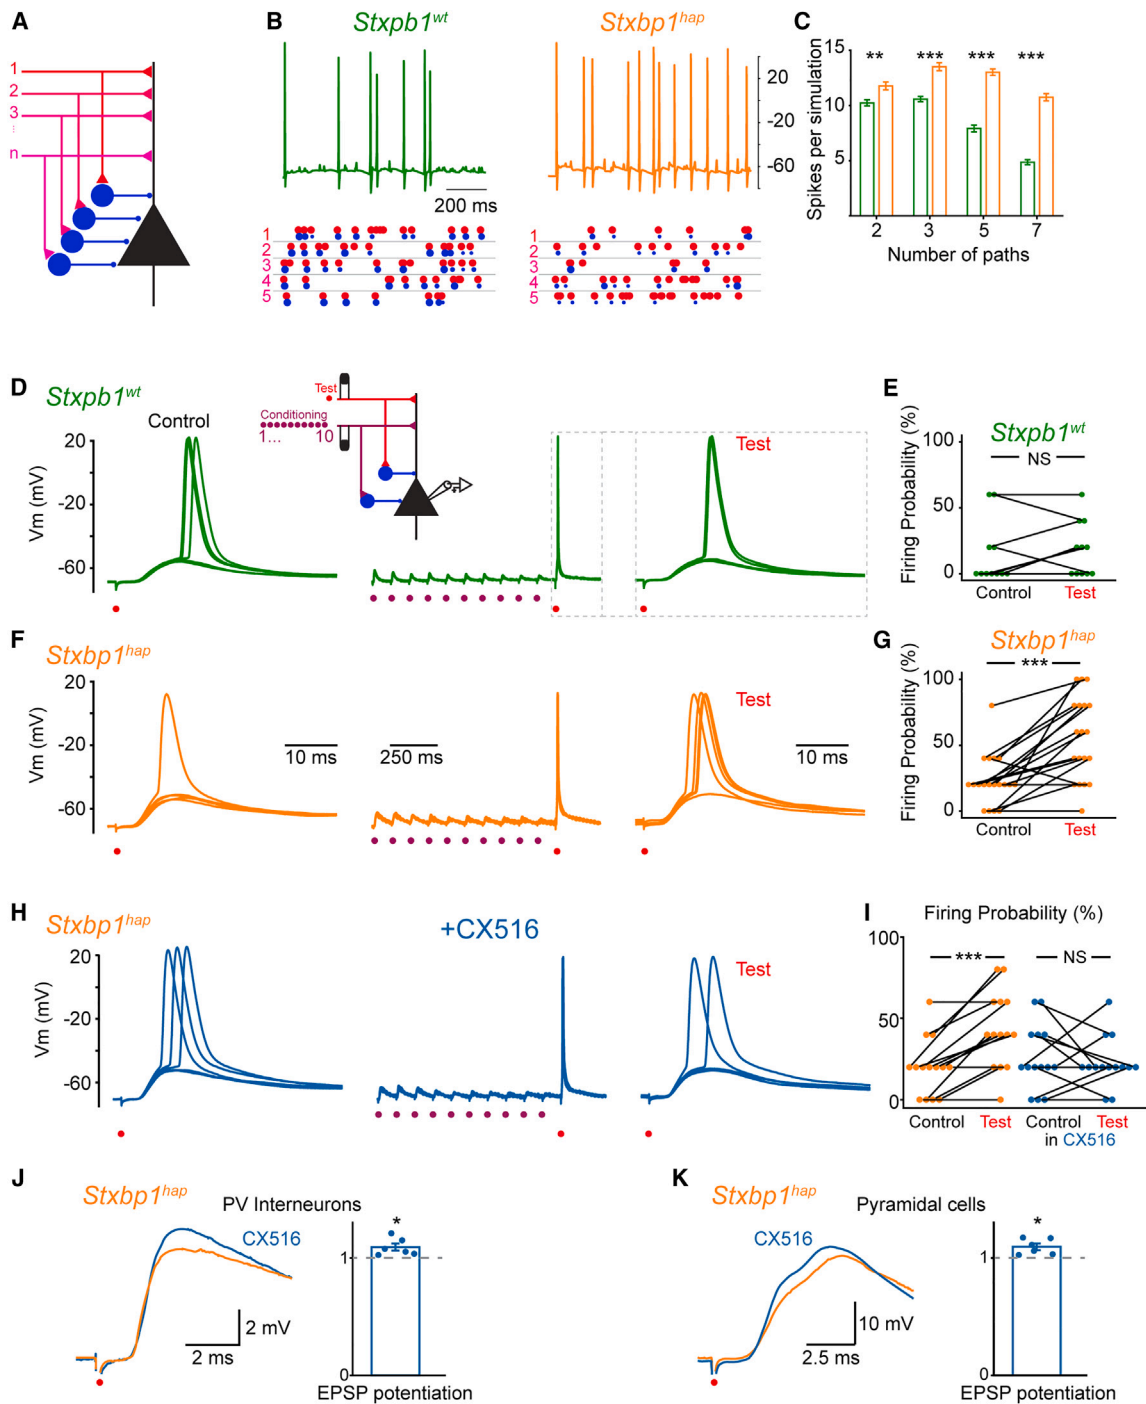 A
1
2
3
n
B
Stxpb1wt
Stxpb1hap
20
-20
-60
200 ms
1
2
3
4
5
1
2
3
4
5
C
Spikes per simulation
15
10
5
** *** *** ***
2 3 5 7
Number of paths
D
Stxpb1wt
Control
Vm (mV)
20
-20
-60
Test
Conditioning
1... 10
Test
E
Firing Probability (%)
Stxpb1wt
NS
100
50
0
Control Test
F
Stxbp1hap
Vm (mV)
20
-20
-60
10 ms
250 ms
Test
10 ms
G
Firing Probability (%)
Stxbp1hap
***
100
50
0
Control Test
H
Stxbp1hap
+CX516
Vm (mV)
20
-20
-60
Test
I
Firing Probability (%)
100
50
0
*** NS
Control Test Control Test
in CX516
J
Stxbp1hap
PV Interneurons
CX516
2 mV
2 ms
*
1
0
EPSP potentiation
K
Stxbp1hap
Pyramidal cells
CX516
10 mV
2.5 ms
*
1
0
EPSP potentiation